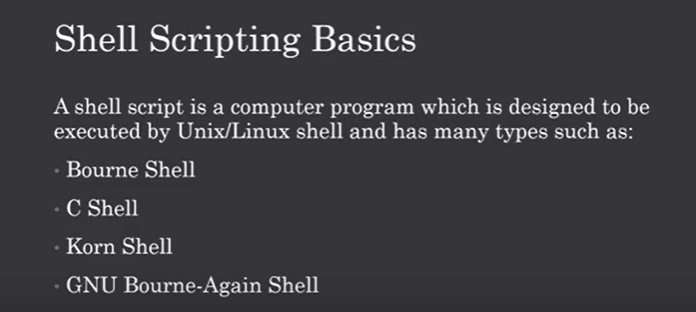 Shell Scripting Basics
A shell script is a computer program which is designed to be
executed by Unix/Linux shell and has many types such as:
• Bourne Shell
• C Shell
• Korn Shell
• GNU Bourne-Again Shell